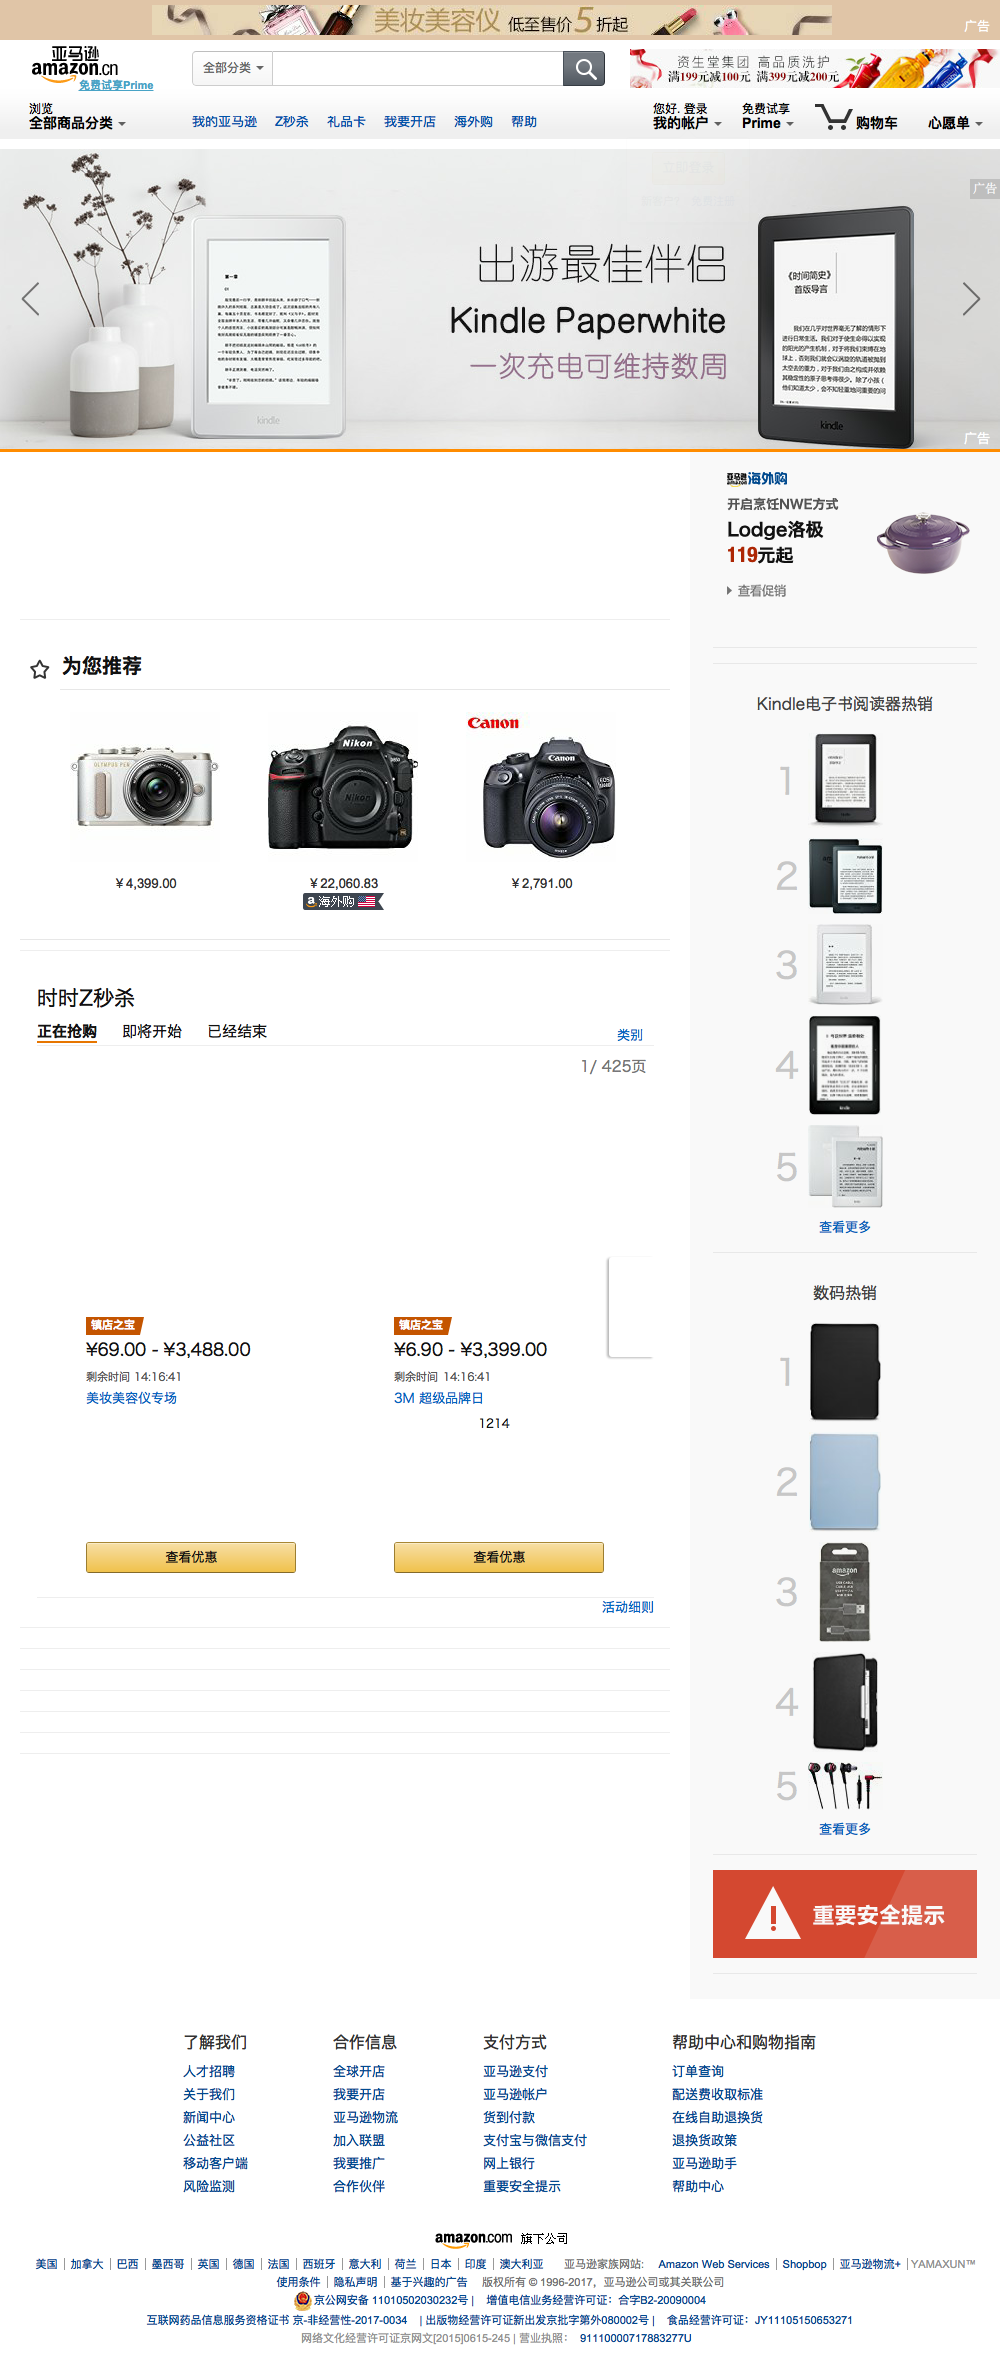 美妆美容仪 低至售价5折起
广告
亚马逊
amazon.cn
免费试享Prime
全部分类
资生堂集团 高品质洗护
满199元减100元 满399元减200元
浏览
全部商品分类
我的亚马逊 Z秒杀 礼品卡 我要开店 海外购 帮助
您好, 登录
我的帐户
免费试享
Prime
购物车
心愿单
广告
出游最佳伴侣
Kindle Paperwhite
一次充电可维持数周
第一章
《时间简史》
首版导言
kindle
kindle
广告
亚马逊海外购
amazon
开启烹饪NWE方式
Lodge洛极
119元起
查看促销
为您推荐
OLYMPUS PEN
Nikon
Nikon
Canon
Canon
¥ 4,399.00
¥ 22,060.83
a海外购
¥ 2,791.00
Kindle电子书阅读器热销
1
2
3
4
5
查看更多
时时Z秒杀
正在抢购 即将开始 已经结束
类别
1/ 425页
镇店之宝
¥69.00 - ¥3,488.00
剩余时间 14:16:41
美妆美容仪专场
查看优惠
镇店之宝
¥6.90 - ¥3,399.00
剩余时间 14:16:41
3M 超级品牌日
1214
查看优惠
活动细则
数码热销
1
2
3
amazon
4
5
查看更多
重要安全提示
了解我们
人才招聘
关于我们
新闻中心
公益社区
移动客户端
风险监测
合作信息
全球开店
我要开店
亚马逊物流
加入联盟
我要推广
合作伙伴
支付方式
亚马逊支付
亚马逊帐户
货到付款
支付宝与微信支付
网上银行
重要安全提示
帮助中心和购物指南
订单查询
配送费收取标准
在线自助退换货
退换货政策
亚马逊助手
帮助中心
amazon.com 旗下公司
美国 | 加拿大 | 巴西 | 墨西哥 | 英国 | 德国 | 法国 | 西班牙 | 意大利 | 荷兰 | 日本 | 印度 | 澳大利亚 亚马逊家族网站: Amazon Web Services | Shopbop | 亚马逊物流+ | YAMAXUN™
使用条件 | 隐私声明 | 基于兴趣的广告 版权所有 © 1996-2017, 亚马逊公司或其关联公司
京公网安备 11010502030232号 | 增值电信业务经营许可证：合字B2-20090004
互联网药品信息服务资格证书 京-非经营性-2017-0034 | 出版物经营许可证新出发京批字第外080002号 | 食品经营许可证：JY11105150653271
网络文化经营许可证京网文[2015]0615-245 | 营业执照： 91110000717883277U